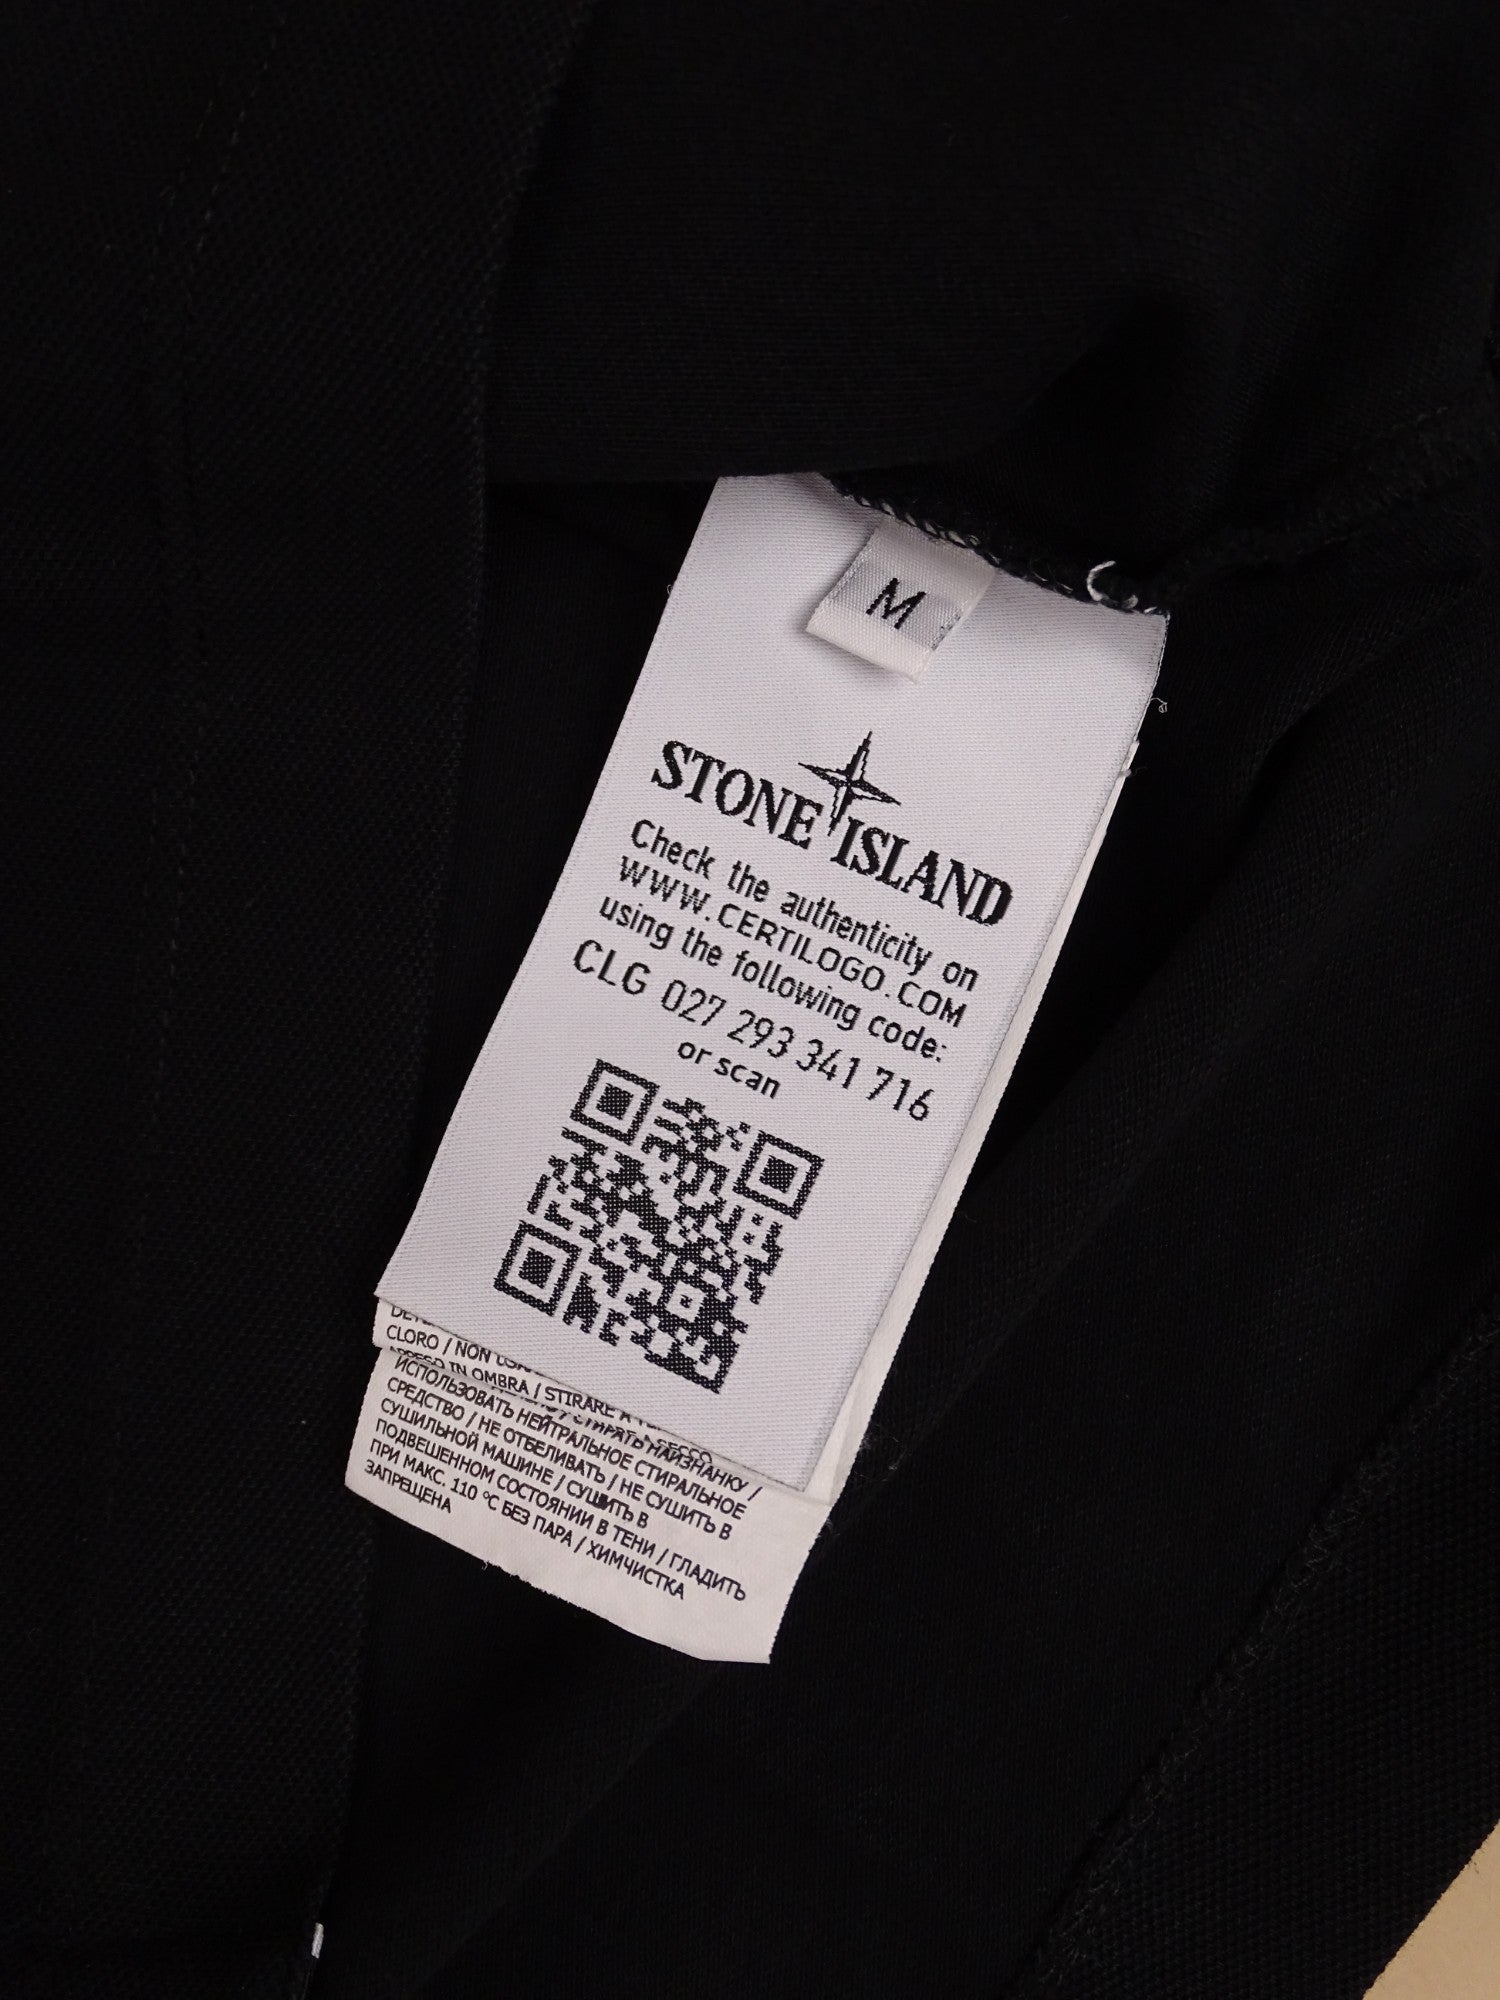 M
STONE ISLAND
Check the authenticity on
WWW.CERTILOGO.COM
using the following code:
CLG 027 293 341 716
or scan
CLORO / NON
APPESO IN OMBRA / STIRARE A
SECCO
ИСПОЛЬЗОВАТЬ НЕЙТРАЛЬНОЕ СТИРАЛЬНОЕ
СРЕДСТВО / НЕ ОТБЕЛИВАТЬ / НЕ СУШИТЬ В
СУШИЛЬНОЙ МАШИНЕ / СУШИТЬ В
ПОДВЕШЕННОМ СОСТОЯНИИ В ТЕНИ / ГЛАДИТЬ
ПРИ МАКС. 110 °C БЕЗ ПАРА / ХИМЧИСТКА
ЗАПРЕЩЕНА